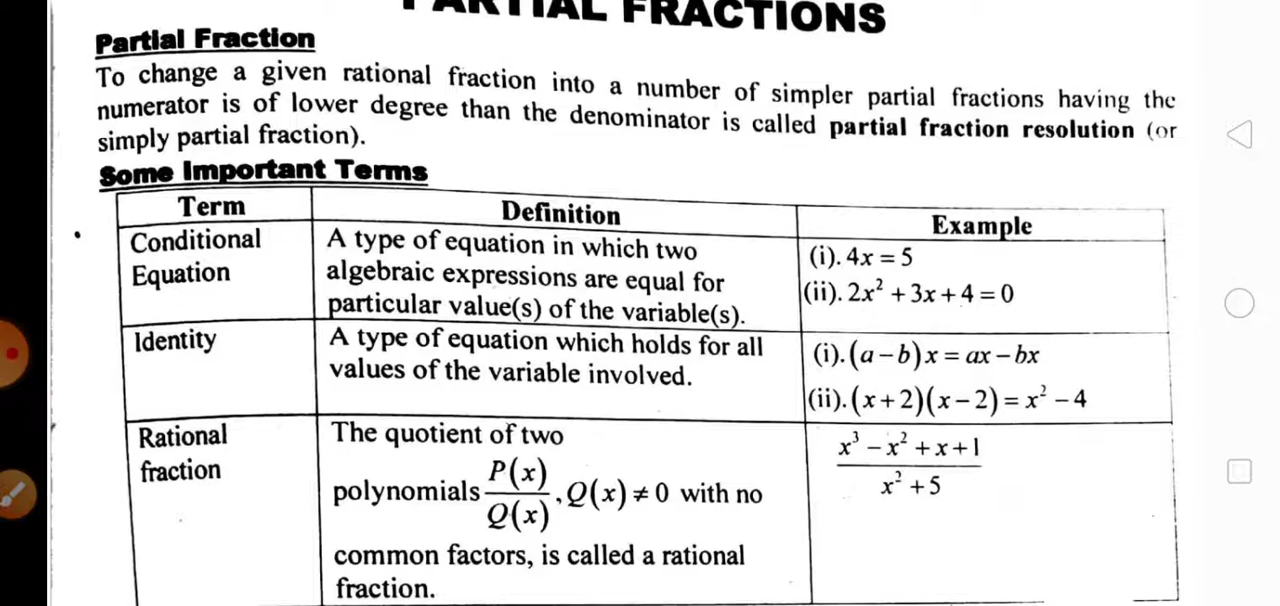 PARTIAL FRACTIONS
Partial Fraction
To change a given rational fraction into a number of simpler partial fractions having the
numerator is of lower degree than the denominator is called partial fraction resolution (or
simply partial fraction).
Some Important Terms
Term Definition Example
Conditional
Equation
A type of equation in which two
algebraic expressions are equal for
particular value(s) of the variable(s).
(i). 4x = 5
(ii). 2x² + 3x + 4 = 0
Identity
A type of equation which holds for all
values of the variable involved.
(i). (a − b)x = ax − bx
(ii). (x + 2)(x − 2) = x² − 4
Rational
fraction
The quotient of two
polynomials P(x)/Q(x), Q(x) ≠ 0 with no
common factors, is called a rational
fraction.
x³ − x² + x + 1
x² + 5